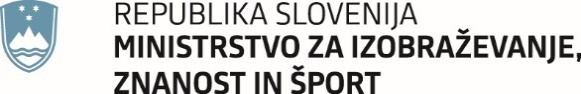 REPUBLIKA SLOVENIJA
MINISTRSTVO ZA IZOBRAŽEVANJE,
ZNANOST IN ŠPORT